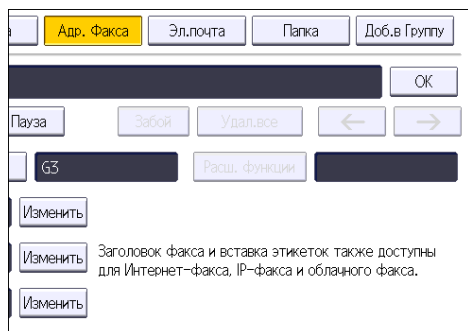 а Адр. Факса Эл.почта Папка Доб.в Группу
OK
Пауза Забой Удал.все ← →
G3 Расш. функции
Изменить
Изменить Заголовок факса и вставка этикеток также доступны
для Интернет-факса, IP-факса и облачного факса.
Изменить